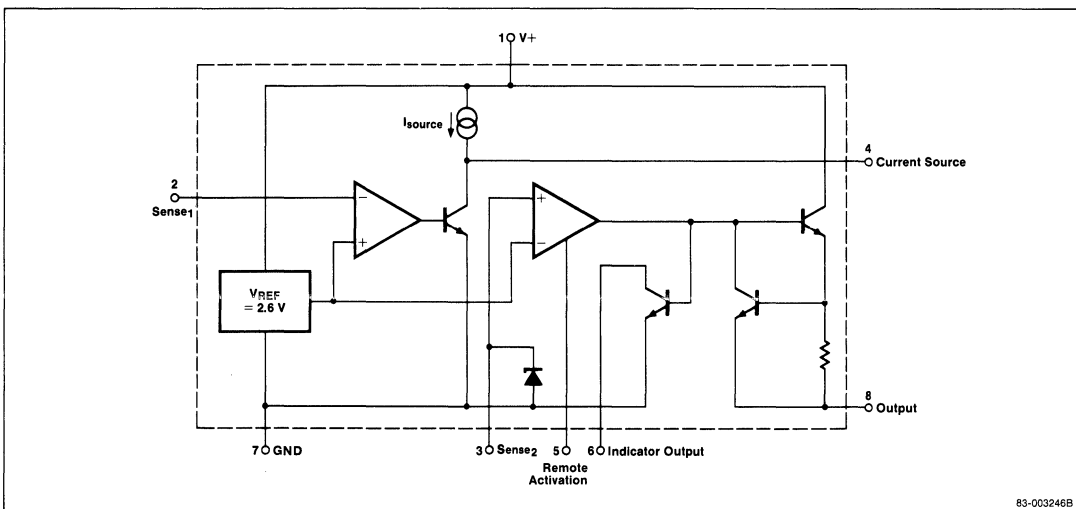 1 V+
Isource
4
Current Source
2
Sense1
−
+
+
−
VREF
= 2.6 V
8
Output
7 GND
3 Sense2
5
Remote
Activation
6 Indicator Output
83-003246B